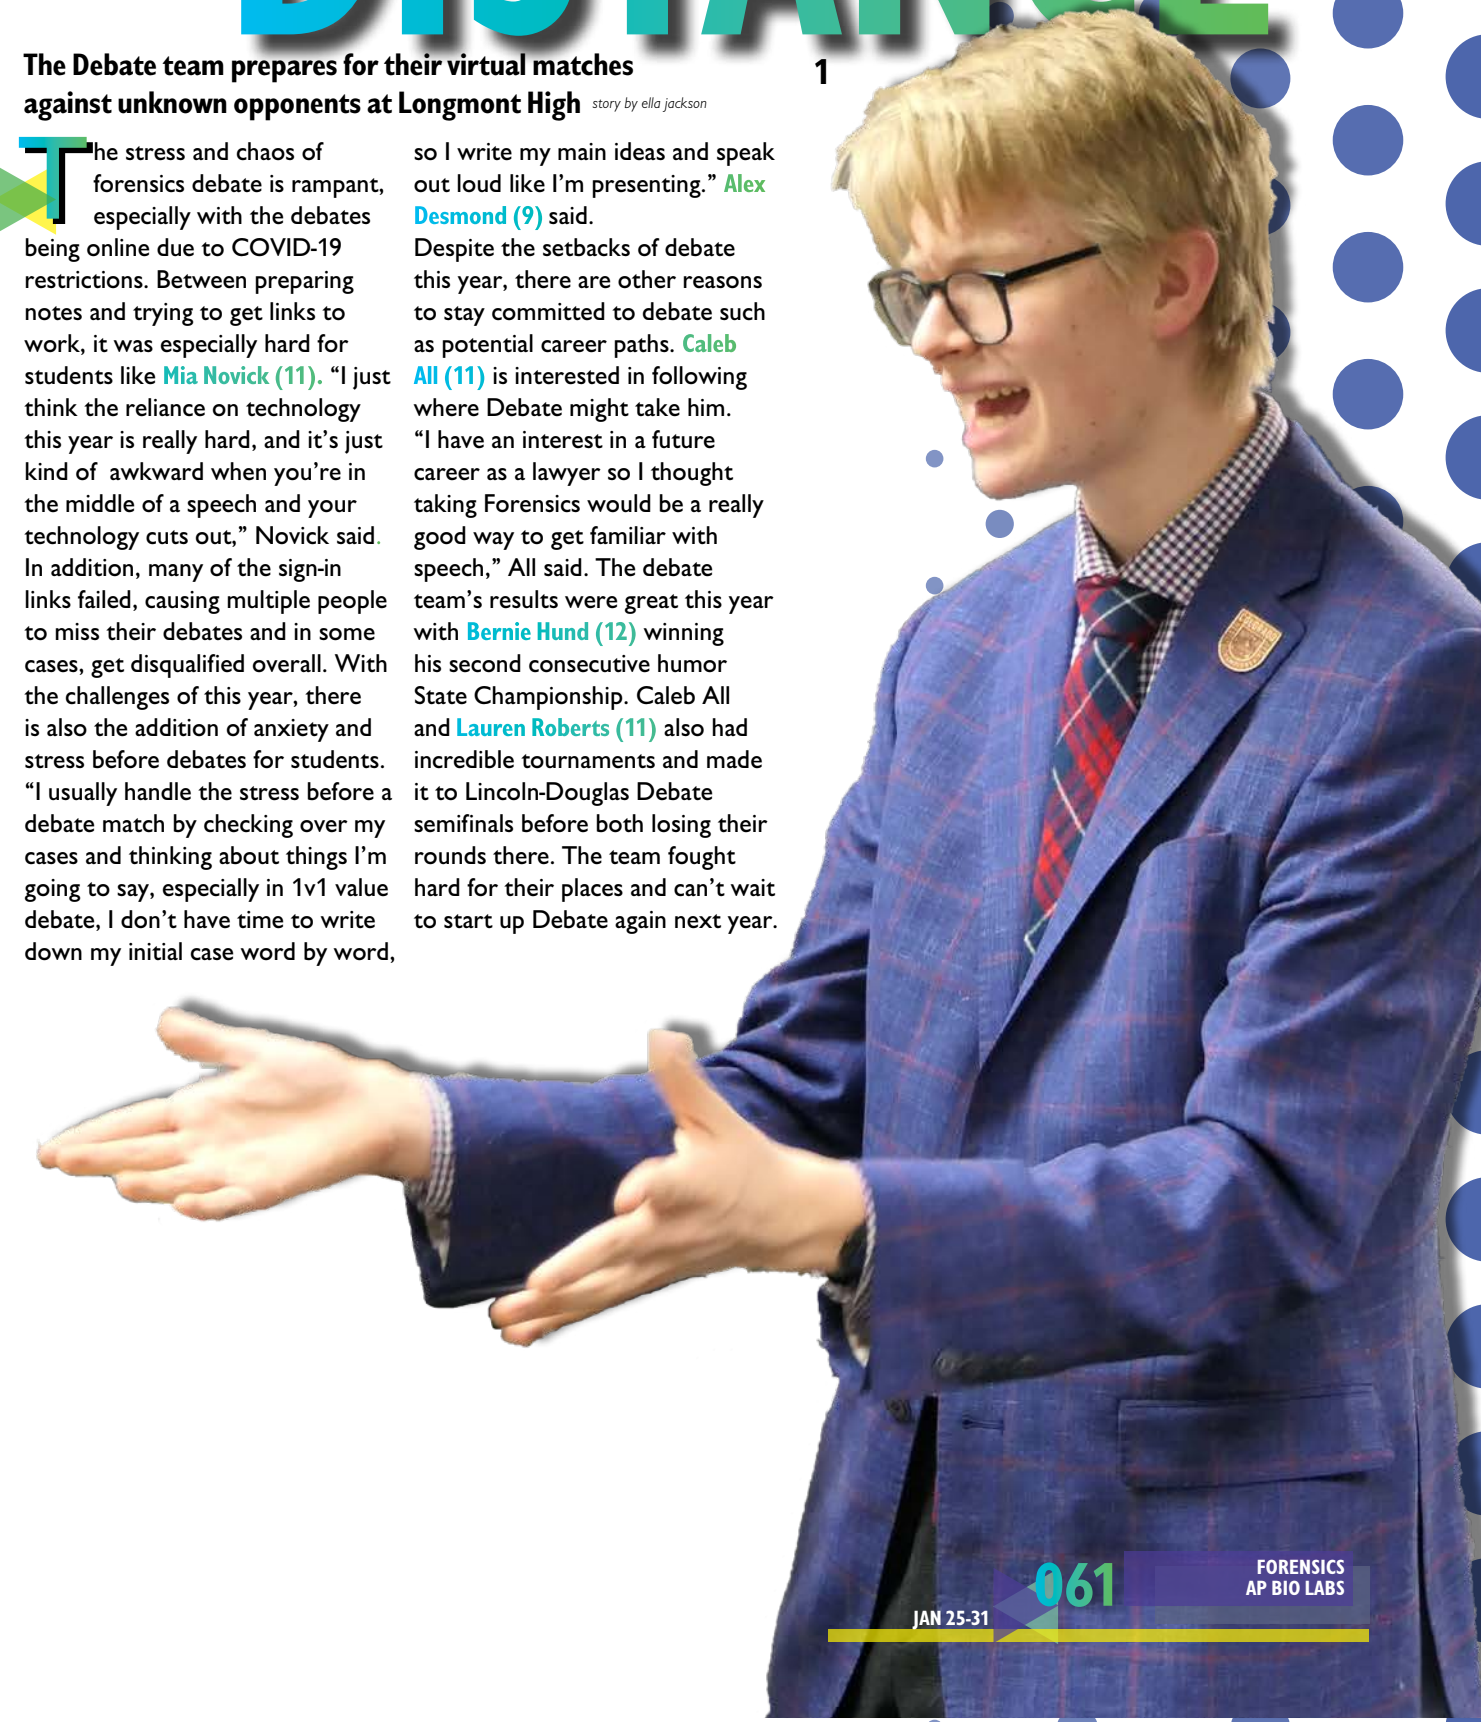 DISTANCE
The Debate team prepares for their virtual matches
against unknown opponents at Longmont High story by ella jackson
1
The stress and chaos of
forensics debate is rampant,
especially with the debates
being online due to COVID-19
restrictions. Between preparing
notes and trying to get links to
work, it was especially hard for
students like Mia Novick (11). “I just
think the reliance on technology
this year is really hard, and it’s just
kind of awkward when you’re in
the middle of a speech and your
technology cuts out,” Novick said.
In addition, many of the sign-in
links failed, causing multiple people
to miss their debates and in some
cases, get disqualified overall. With
the challenges of this year, there
is also the addition of anxiety and
stress before debates for students.
“I usually handle the stress before a
debate match by checking over my
cases and thinking about things I’m
going to say, especially in 1v1 value
debate, I don’t have time to write
down my initial case word by word,
so I write my main ideas and speak
out loud like I’m presenting.” Alex
Desmond (9) said.
Despite the setbacks of debate
this year, there are other reasons
to stay committed to debate such
as potential career paths. Caleb
All (11) is interested in following
where Debate might take him.
“I have an interest in a future
career as a lawyer so I thought
taking Forensics would be a really
good way to get familiar with
speech,” All said. The debate
team’s results were great this year
with Bernie Hund (12) winning
his second consecutive humor
State Championship. Caleb All
and Lauren Roberts (11) also had
incredible tournaments and made
it to Lincoln-Douglas Debate
semifinals before both losing their
rounds there. The team fought
hard for their places and can’t wait
to start up Debate again next year.
061
FORENSICS
AP BIO LABS
JAN 25-31